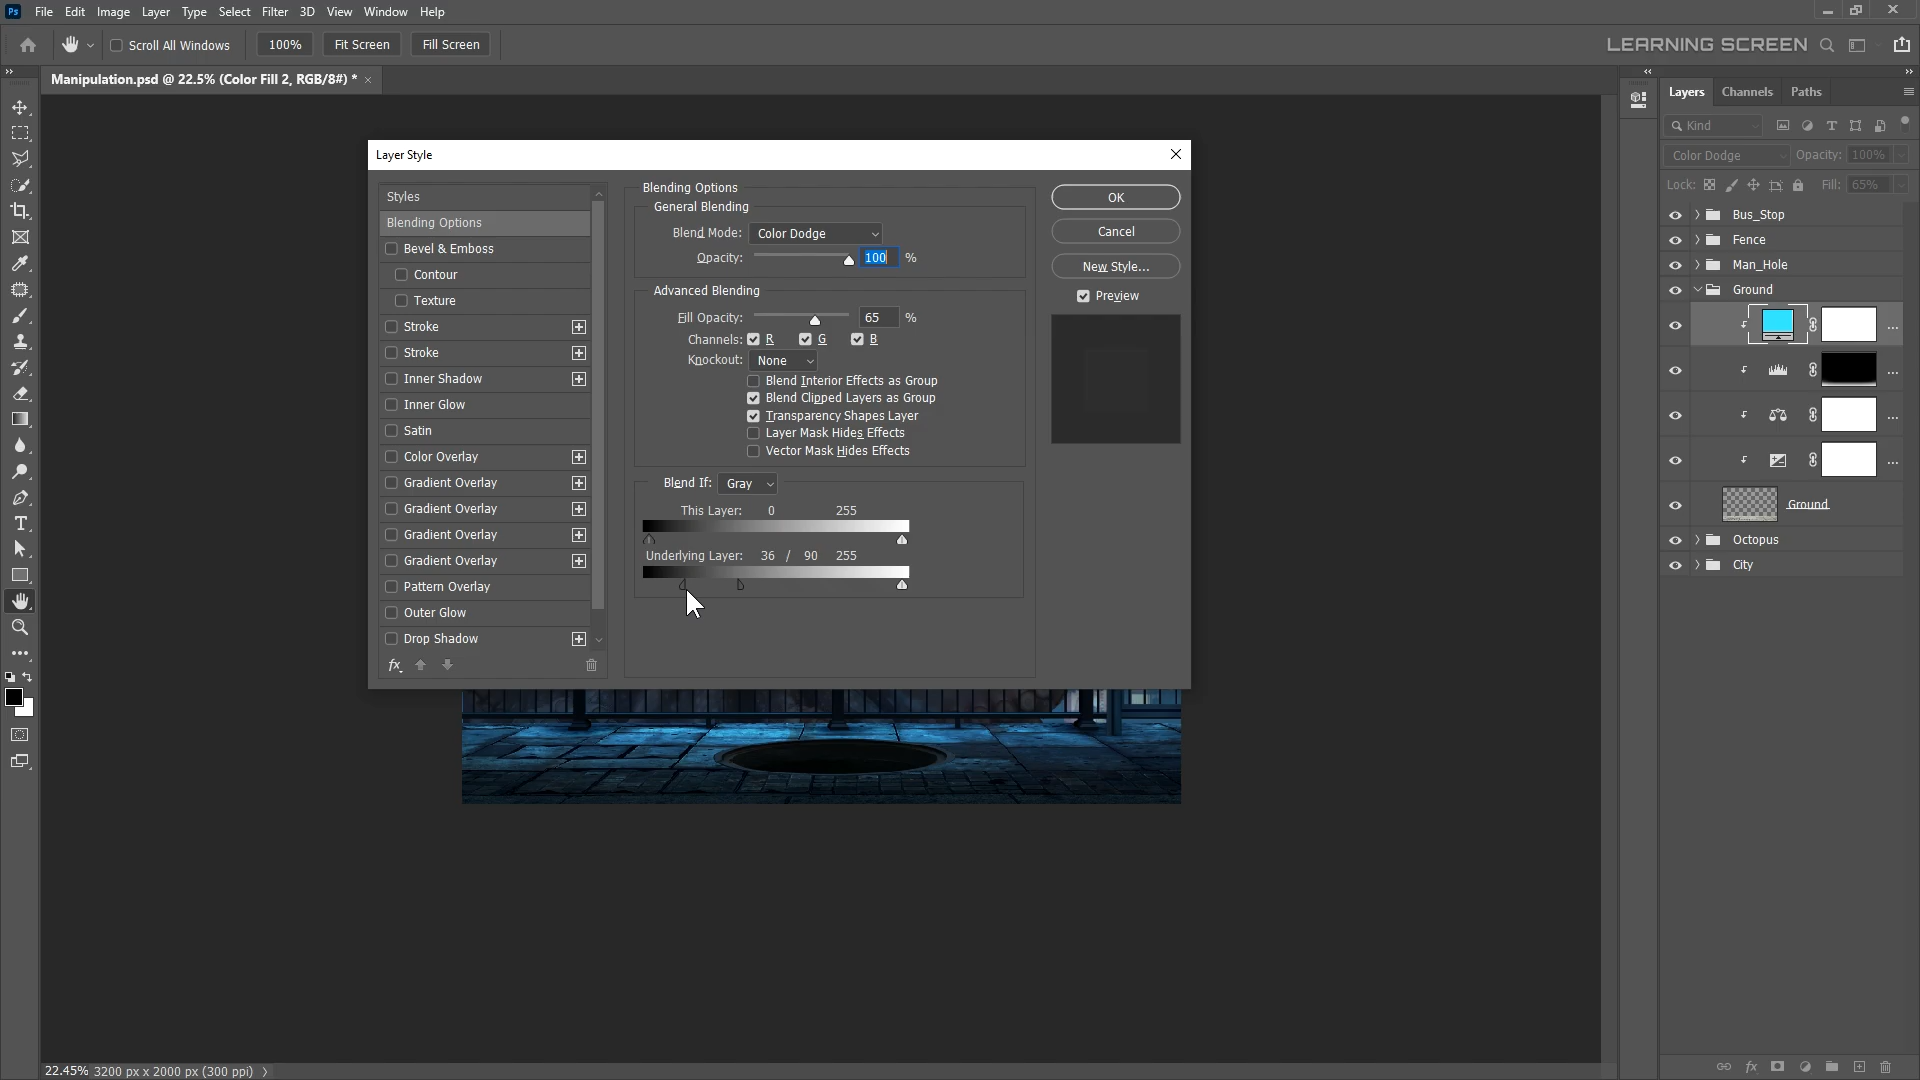 Ps File Edit Image Layer Type Select Filter 3D View Window Help
Scroll All Windows 100% Fit Screen Fill Screen LEARNING SCREEN
Manipulation.psd @ 22.5% (Color Fill 2, RGB/8#) * ×
Layers Channels Paths
Kind
Color Dodge Opacity: 100%
Lock: Fill: 65%
Bus_Stop
Fence
Man_Hole
Ground
Ground
Octopus
City
Layer Style
Styles
Blending Options
Bevel & Emboss
Contour
Texture
Stroke
Stroke
Inner Shadow
Inner Glow
Satin
Color Overlay
Gradient Overlay
Gradient Overlay
Gradient Overlay
Gradient Overlay
Pattern Overlay
Outer Glow
Drop Shadow
fx
Blending Options
General Blending
Blend Mode: Color Dodge
Opacity: 100 %
Advanced Blending
Fill Opacity: 65 %
Channels: R G B
Knockout: None
Blend Interior Effects as Group
Blend Clipped Layers as Group
Transparency Shapes Layer
Layer Mask Hides Effects
Vector Mask Hides Effects
Blend If: Gray
This Layer: 0 255
Underlying Layer: 36 / 90 255
OK
Cancel
New Style...
Preview
22.45% 3200 px x 2000 px (300 ppi)
fx